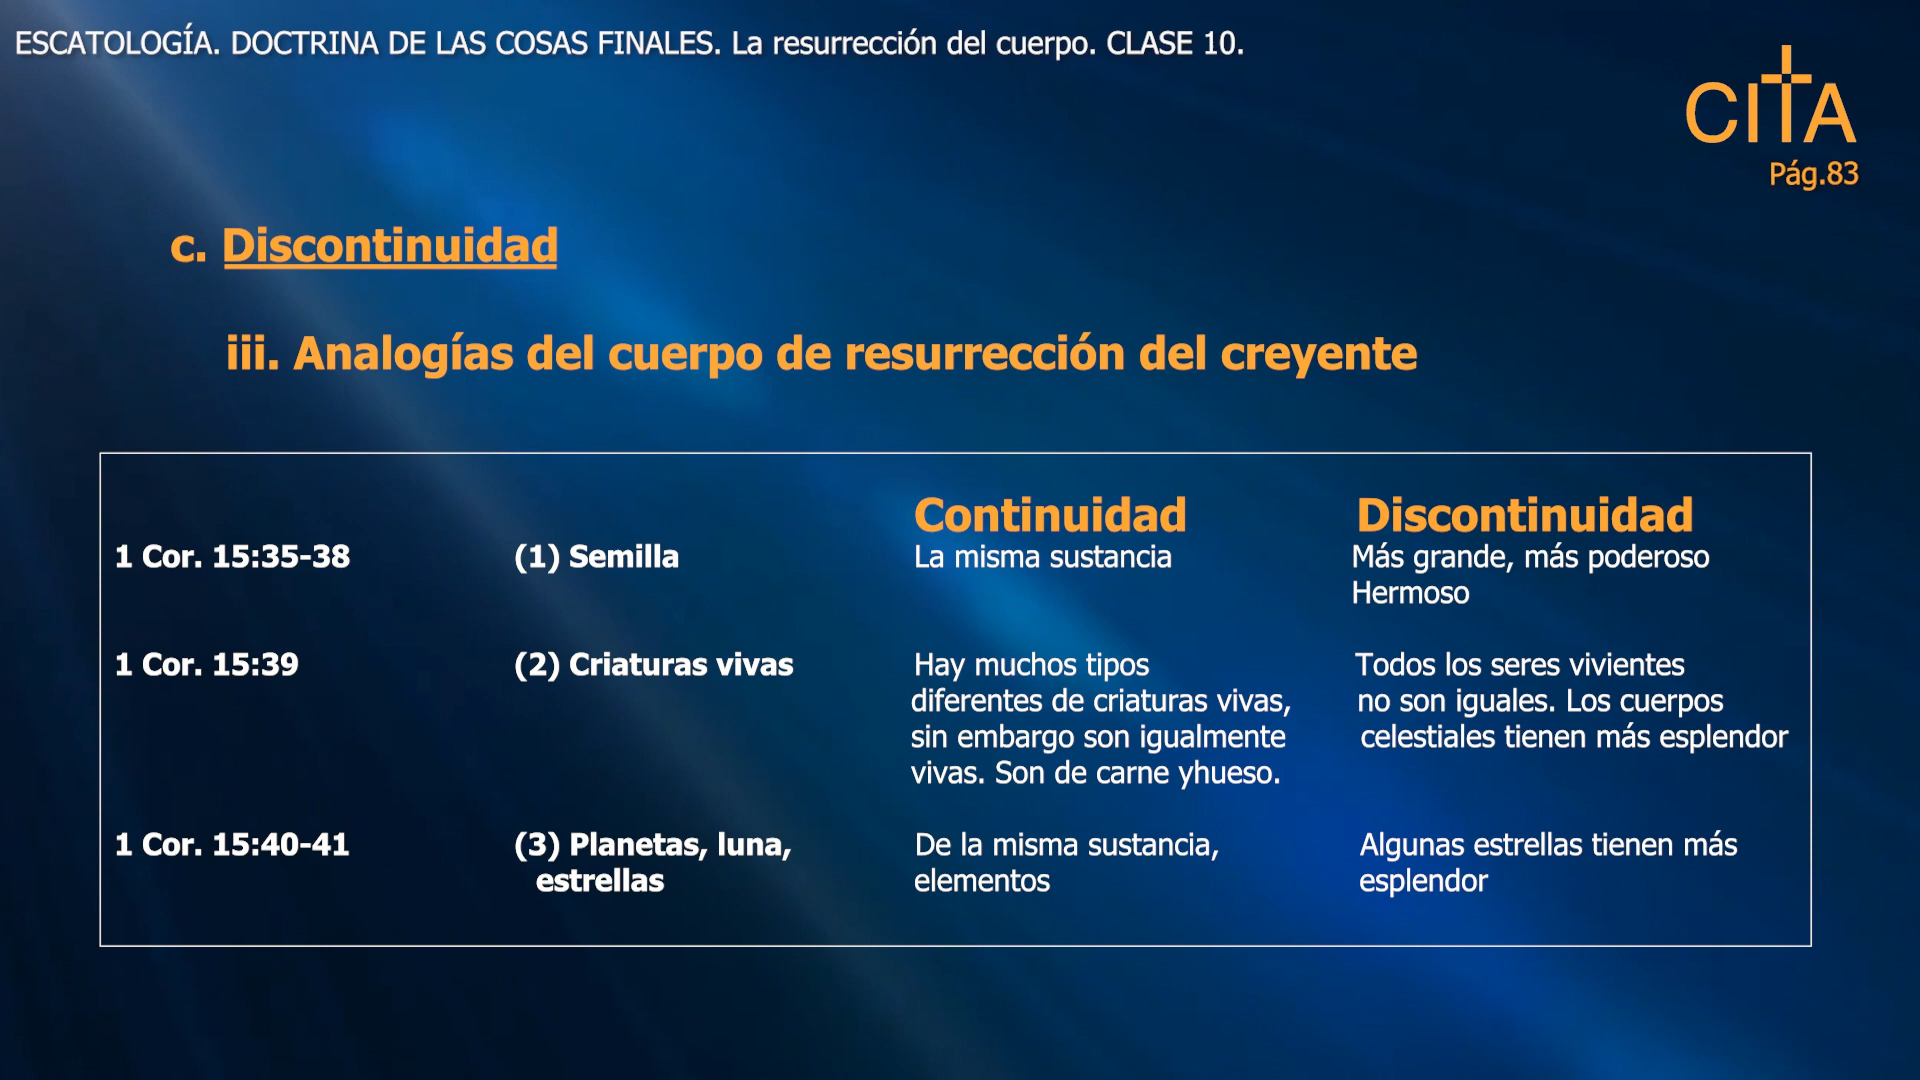 ESCATOLOGÍA. DOCTRINA DE LAS COSAS FINALES. La resurrección del cuerpo. CLASE 10.
CITA
Pág.83
c. Discontinuidad
iii. Analogías del cuerpo de resurrección del creyente
Continuidad Discontinuidad
1 Cor. 15:35-38 (1) Semilla La misma sustancia Más grande, más poderoso
Hermoso
1 Cor. 15:39 (2) Criaturas vivas Hay muchos tipos Todos los seres vivientes
diferentes de criaturas vivas, no son iguales. Los cuerpos
sin embargo son igualmente celestiales tienen más esplendor
vivas. Son de carne yhueso.
1 Cor. 15:40-41 (3) Planetas, luna, De la misma sustancia, Algunas estrellas tienen más
estrellas elementos esplendor